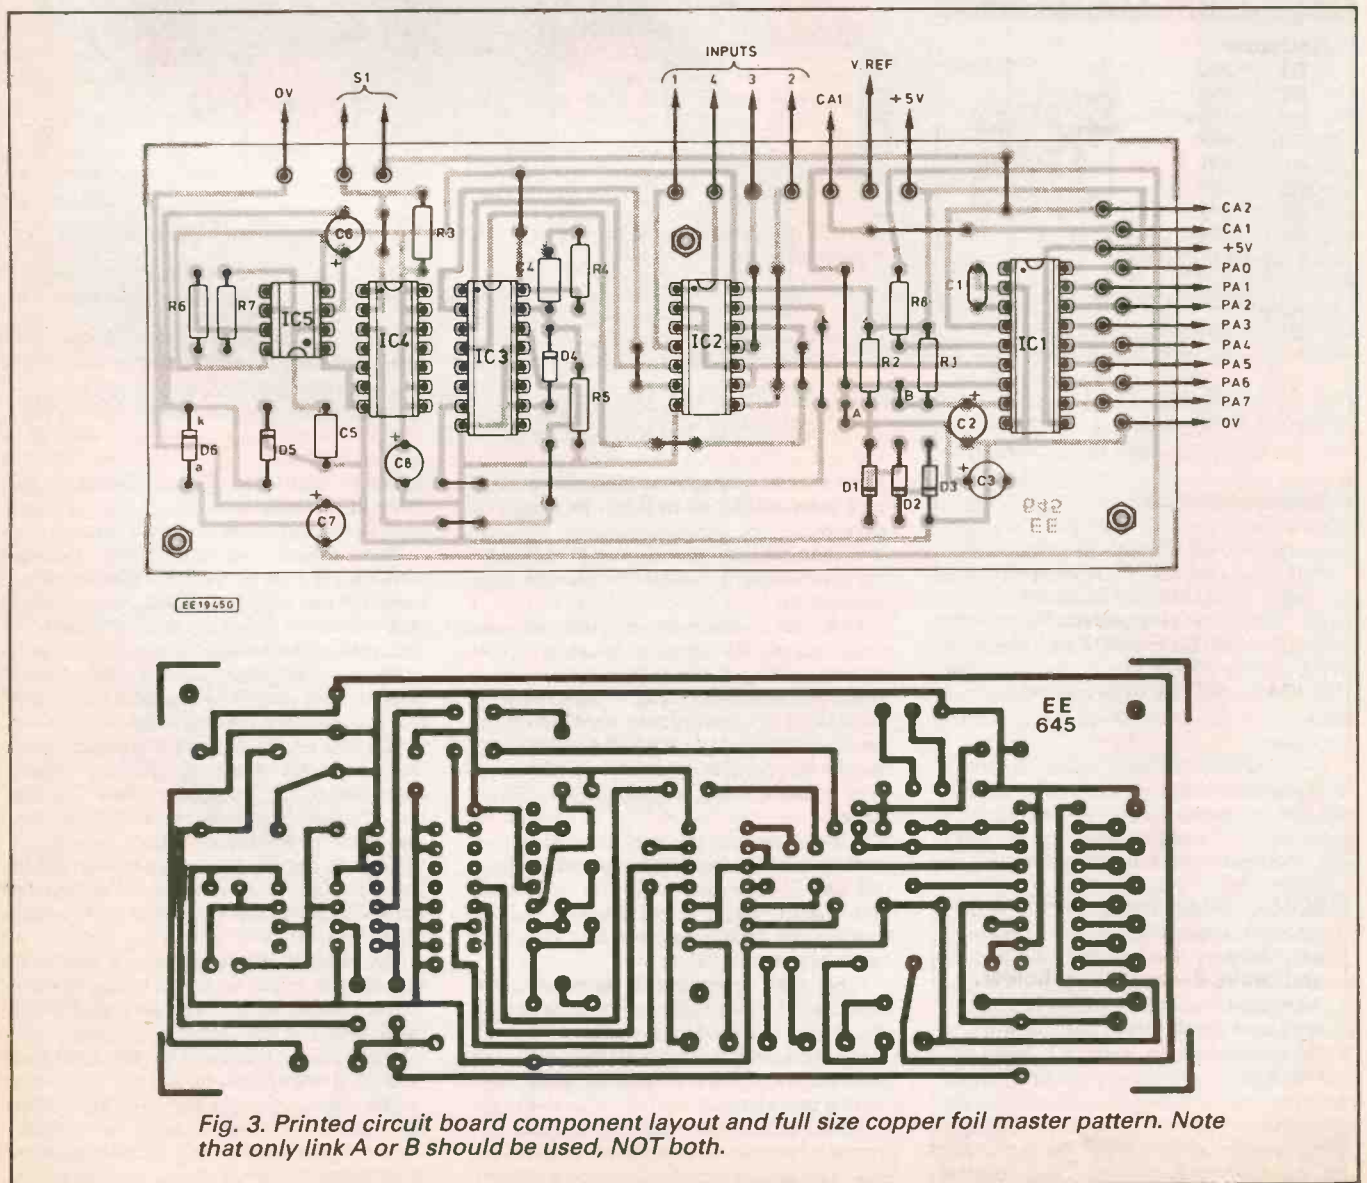 INPUTS
0V
S1
1 4 3 2
CA1
V.REF
+5V
CA2
CA1
+5V
PA0
PA1
PA2
PA3
PA4
PA5
PA6
PA7
0V
C6
+
R3
R4
R6
R7
IC5
IC4
IC3
D4
R5
IC2
R8
R2
R1
C1
IC1
A
B
k
D6
a
D5
C5
+
C8
+
C7
C2
+
C3
D1
D2
D3
645
EE
EE1945G
EE
645
Fig. 3. Printed circuit board component layout and full size copper foil master pattern. Note
that only link A or B should be used, NOT both.